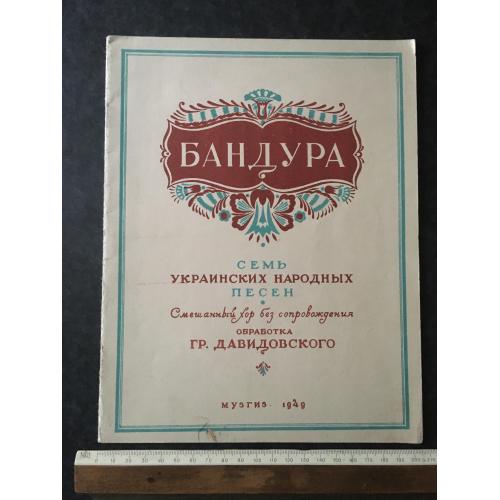 БАНДУРА
СЕМЬ
УКРАИНСКИХ НАРОДНЫХ
ПЕСЕН
Смешанный хор без сопровождения
ОБРАБОТКА
ГР. ДАВИДОВСКОГО
МУЗГИЗ · 1949